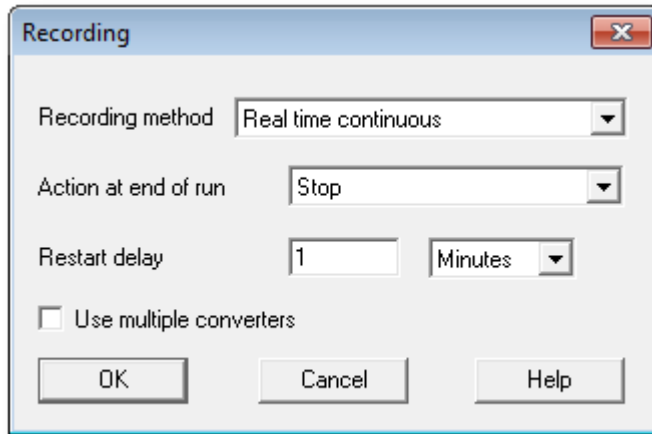 Recording
Recording method Real time continuous
Action at end of run Stop
Restart delay 1 Minutes
Use multiple converters
OK Cancel Help